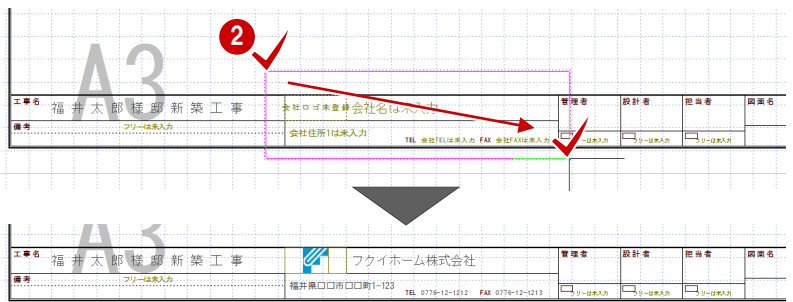 2
A3
工事名 福井太郎様邸新築工事 会社ロゴ未登録 会社名は未入力 管理者 設計者 担当者 図面名
備考 フリーは未入力 会社住所1は未入力 TEL 会社TELは未入力 FAX 会社FAXは未入力 フリーは未入力 フリーは未入力 フリーは未入力
A3
工事名 福井太郎様邸新築工事 フクイホーム株式会社 管理者 設計者 担当者 図面名
備考 フリーは未入力 福井県口口市口口町1-123 TEL 0776-12-1212 FAX 0776-12-1213 フリーは未入力 フリーは未入力 フリーは未入力